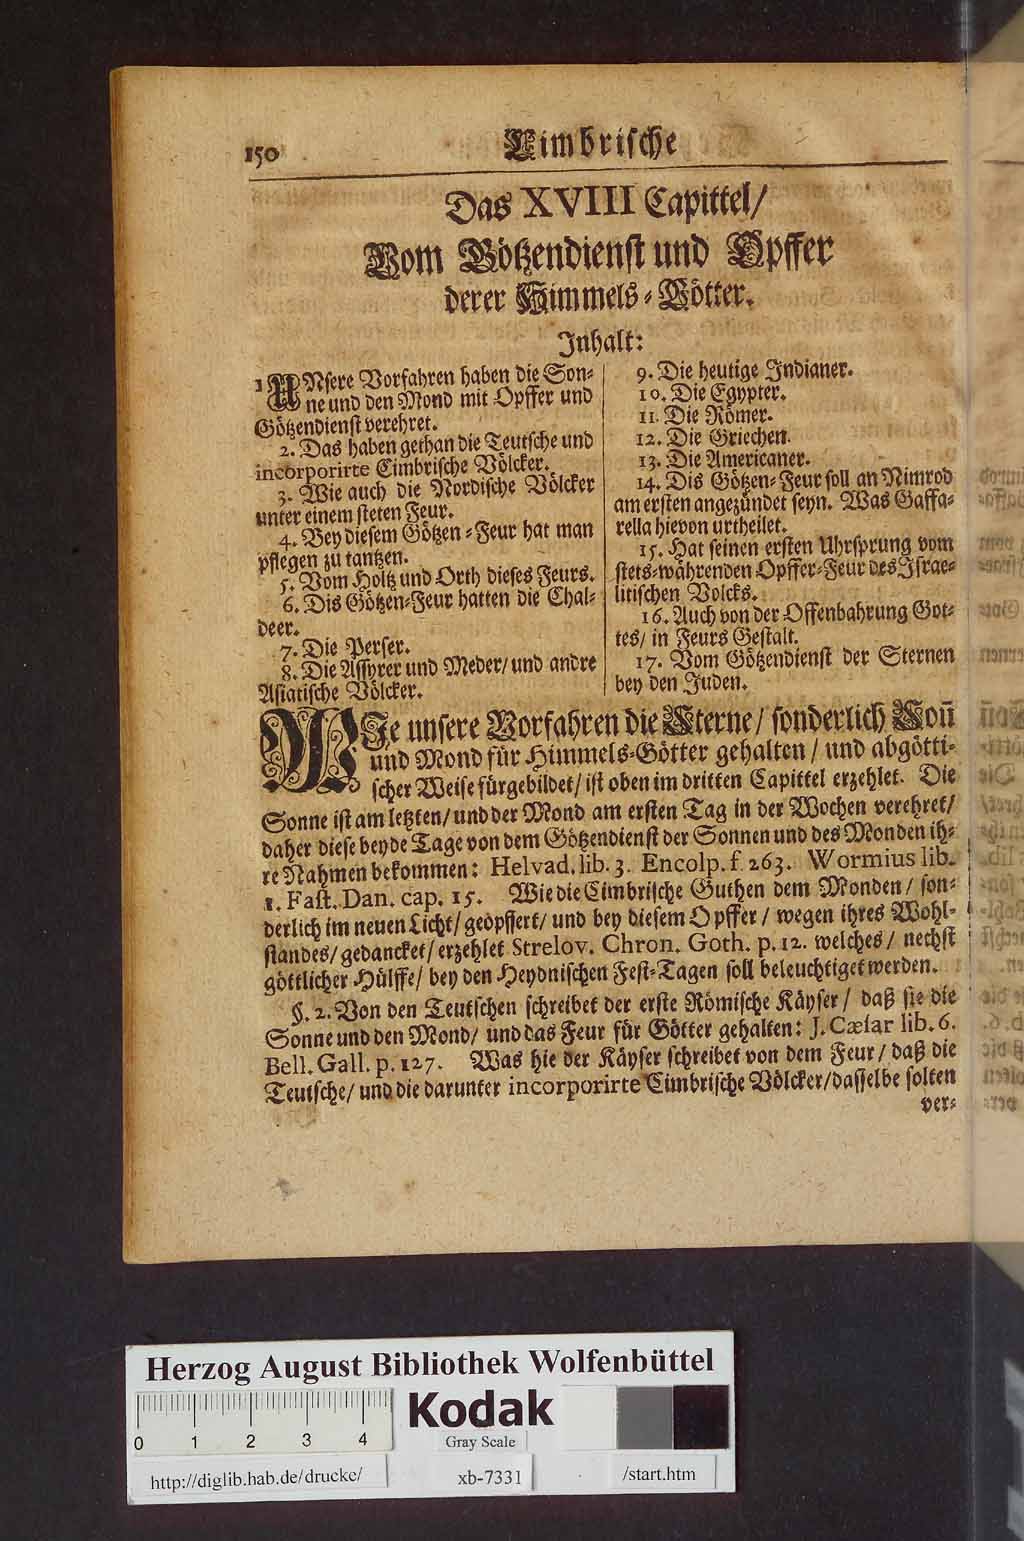 150 Cimbrische
Das XVIII Capittel/
Vom Götzendienst und Opffer
derer Himmels-Götter.
Inhalt:
1 UNsere Vorfahren haben die Son-
ne und den Mond mit Opffer und
Götzendienst verehret.
2. Das haben gethan die Teutsche und
incorporirte Cimbrische Völcker.
3. Wie auch die Nordische Völcker
unter einem steten Feur.
4. Bey diesem Götzen-Feur hat man
pflegen zu tantzen.
5. Vom Holtz und Orth dieses Feurs.
6. Dis Götzen-Feur hatten die Chal-
deer.
7. Die Perser.
8. Die Assyrer und Meder/ und andre
Asiatische Völcker.
9. Die heutige Indianer.
10. Die Egypter.
11. Die Römer.
12. Die Griechen.
13. Die Americaner.
14. Dis Götzen-Feur soll an Nimrod
am ersten angezündet seyn. Was Gaffa-
rella hievon urtheilet.
15. Hat seinen ersten Uhrsprung vom
stets-währenden Opffer-Feur des Israe-
litischen Volcks.
16. Auch von der Offenbahrung Got-
tes/ in Feurs Gestalt.
17. Vom Götzendienst der Sternen
bey den Juden.
WIe unsere Vorfahren die Sterne/ sonderlich Soñ
und Mond für Himmels-Götter gehalten/ und abgötti-
scher Weise fürgebildet/ ist oben im dritten Capittel erzehlet. Die
Sonne ist am letzten/ und der Mond am ersten Tag in der Wochen verehret/
daher diese beyde Tage von dem Götzendienst der Sonnen und des Monden ih-
re Nahmen bekommen: Helvad. lib. 3. Encolp. f. 263. Wormius lib.
1. Fast. Dan. cap. 15. Wie die Cimbrische Guthen dem Monden/ son-
derlich im neuen Licht/ geopffert/ und bey diesem Opffer/ wegen ihres Wohl-
standes/ gedancket/ erzehlet Strelov. Chron. Goth. p. 12. welches/ nechst
göttlicher Hülffe/ bey den Heydnischen Fest-Tagen soll beleuchtiget werden.
§. 2. Von den Teutschen schreibet der erste Römische Käyser/ daß sie die
Sonne und den Mond/ und das Feur für Götter gehalten: J. Cæsar lib. 6.
Bell. Gall. p. 127. Was hie der Käyser schreibet von dem Feur/ daß die
Teutsche/ und die darunter incorporirte Cimbrische Völcker/ dasselbe solten
ver-
Herzog August Bibliothek Wolfenbüttel
0 1 2 3 4
Kodak
Gray Scale
http://diglib.hab.de/drucke/ xb-7331 /start.htm